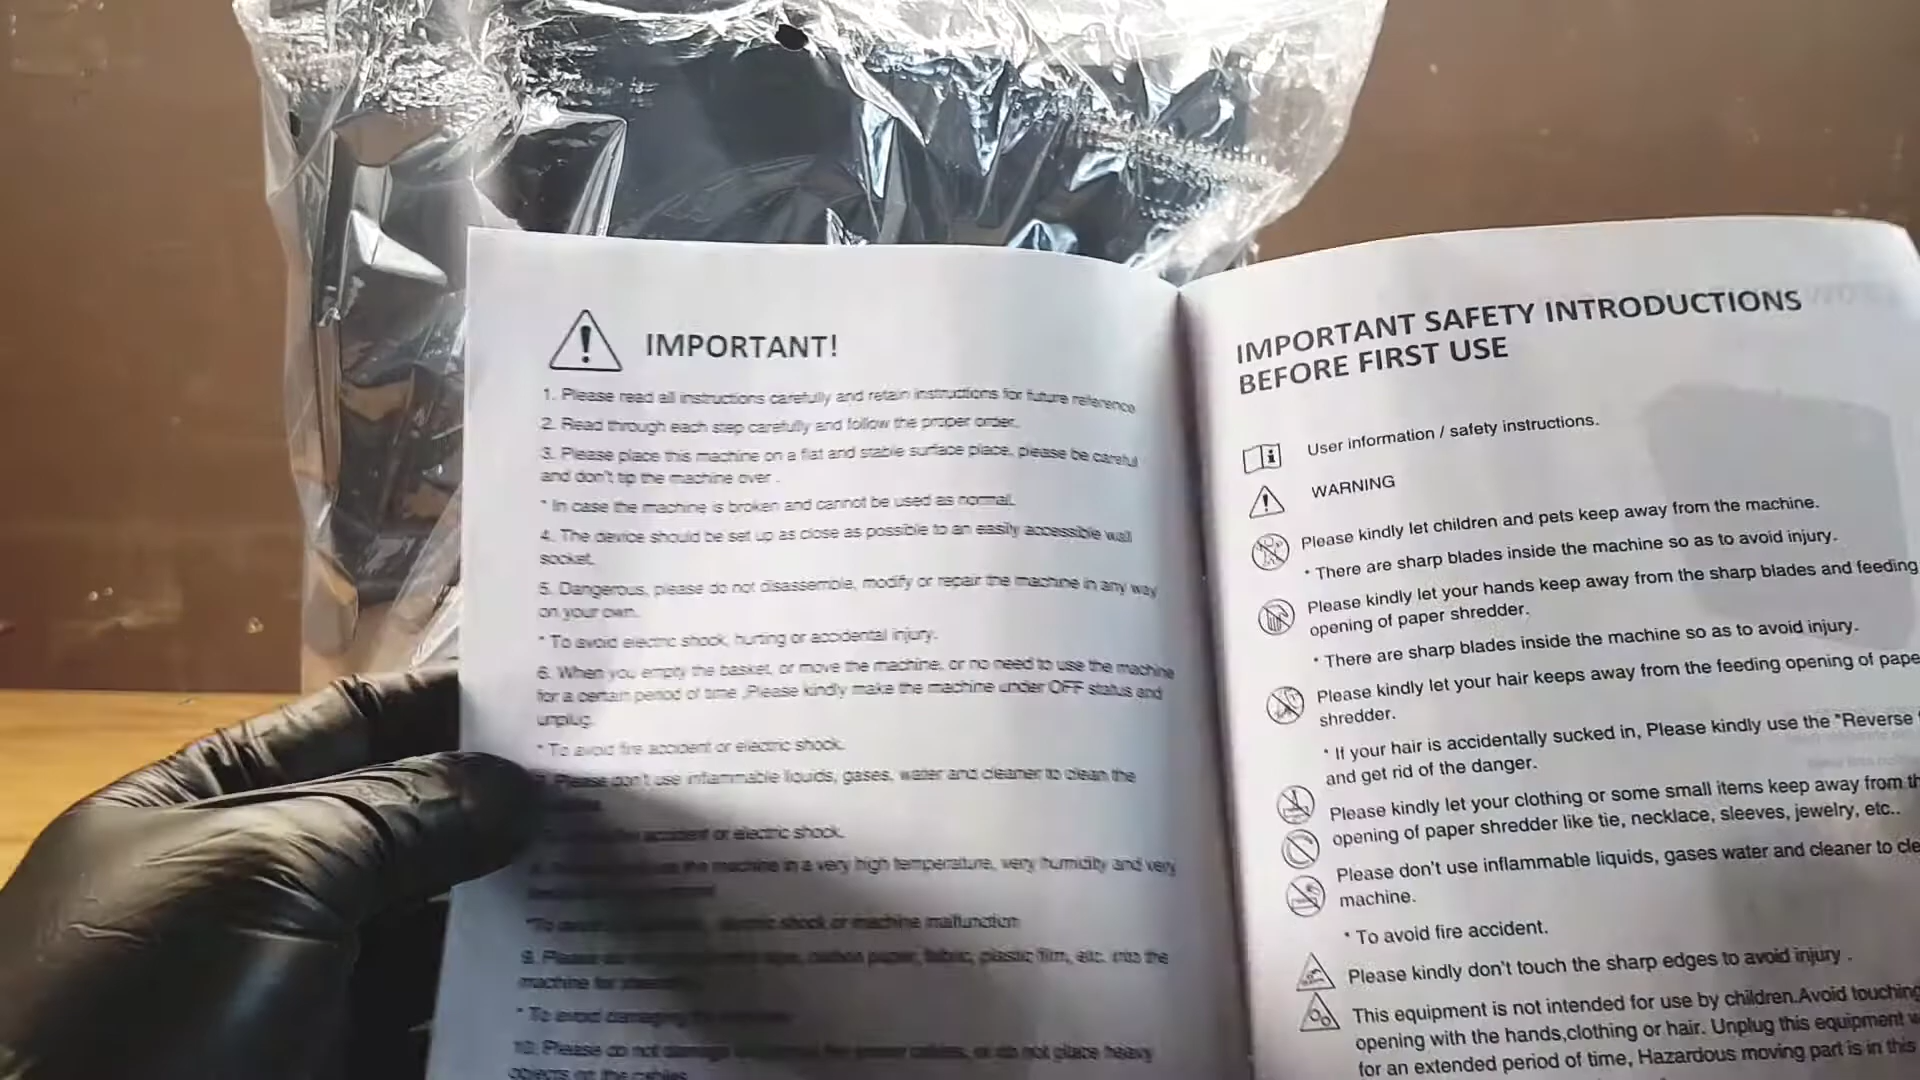 IMPORTANT!
1. Please read all instructions carefully and retain instructions for future reference
2. Read through each step carefully and follow the proper order.
3. Please place this machine on a flat and stable surface place, please be careful
and don't tip the machine over .
* In case the machine is broken and cannot be used as normal.
4. The device should be set up as close as possible to an easily accessible wall
socket.
5. Dangerous, please do not disassemble, modify or repair the machine in any way
on your own.
* To avoid electric shock, hurting or accidental injury.
6. When you empty the basket, or move the machine, or no need to use the machine
for a certain period of time ,Please kindly make the machine under OFF status and
unplug.
* To avoid fire accident or electric shock.
Please don't use inflammable liquids, gases, water and cleaner to clean the
accident or electric shock.
the machine in a very high temperature, very humidity and very
*To electric shock or machine malfunction
9. Please carbon paper, fabric, plastic film, etc. into the
machine for
* To avoid damaging
10. Please do not damage or do not place heavy
objects on the cables.
IMPORTANT SAFETY INTRODUCTIONS
BEFORE FIRST USE
User information / safety instructions.
WARNING
Please kindly let children and pets keep away from the machine.
* There are sharp blades inside the machine so as to avoid injury.
Please kindly let your hands keep away from the sharp blades and feeding
opening of paper shredder.
* There are sharp blades inside the machine so as to avoid injury.
Please kindly let your hair keeps away from the feeding opening of pape
shredder.
* If your hair is accidentally sucked in, Please kindly use the "Reverse
and get rid of the danger.
Please kindly let your clothing or some small items keep away from th
opening of paper shredder like tie, necklace, sleeves, jewelry, etc..
Please don't use inflammable liquids, gases water and cleaner to cle
machine.
* To avoid fire accident.
Please kindly don't touch the sharp edges to avoid injury .
This equipment is not intended for use by children.Avoid touching
opening with the hands,clothing or hair. Unplug this equipment w
for an extended period of time, Hazardous moving part is in this